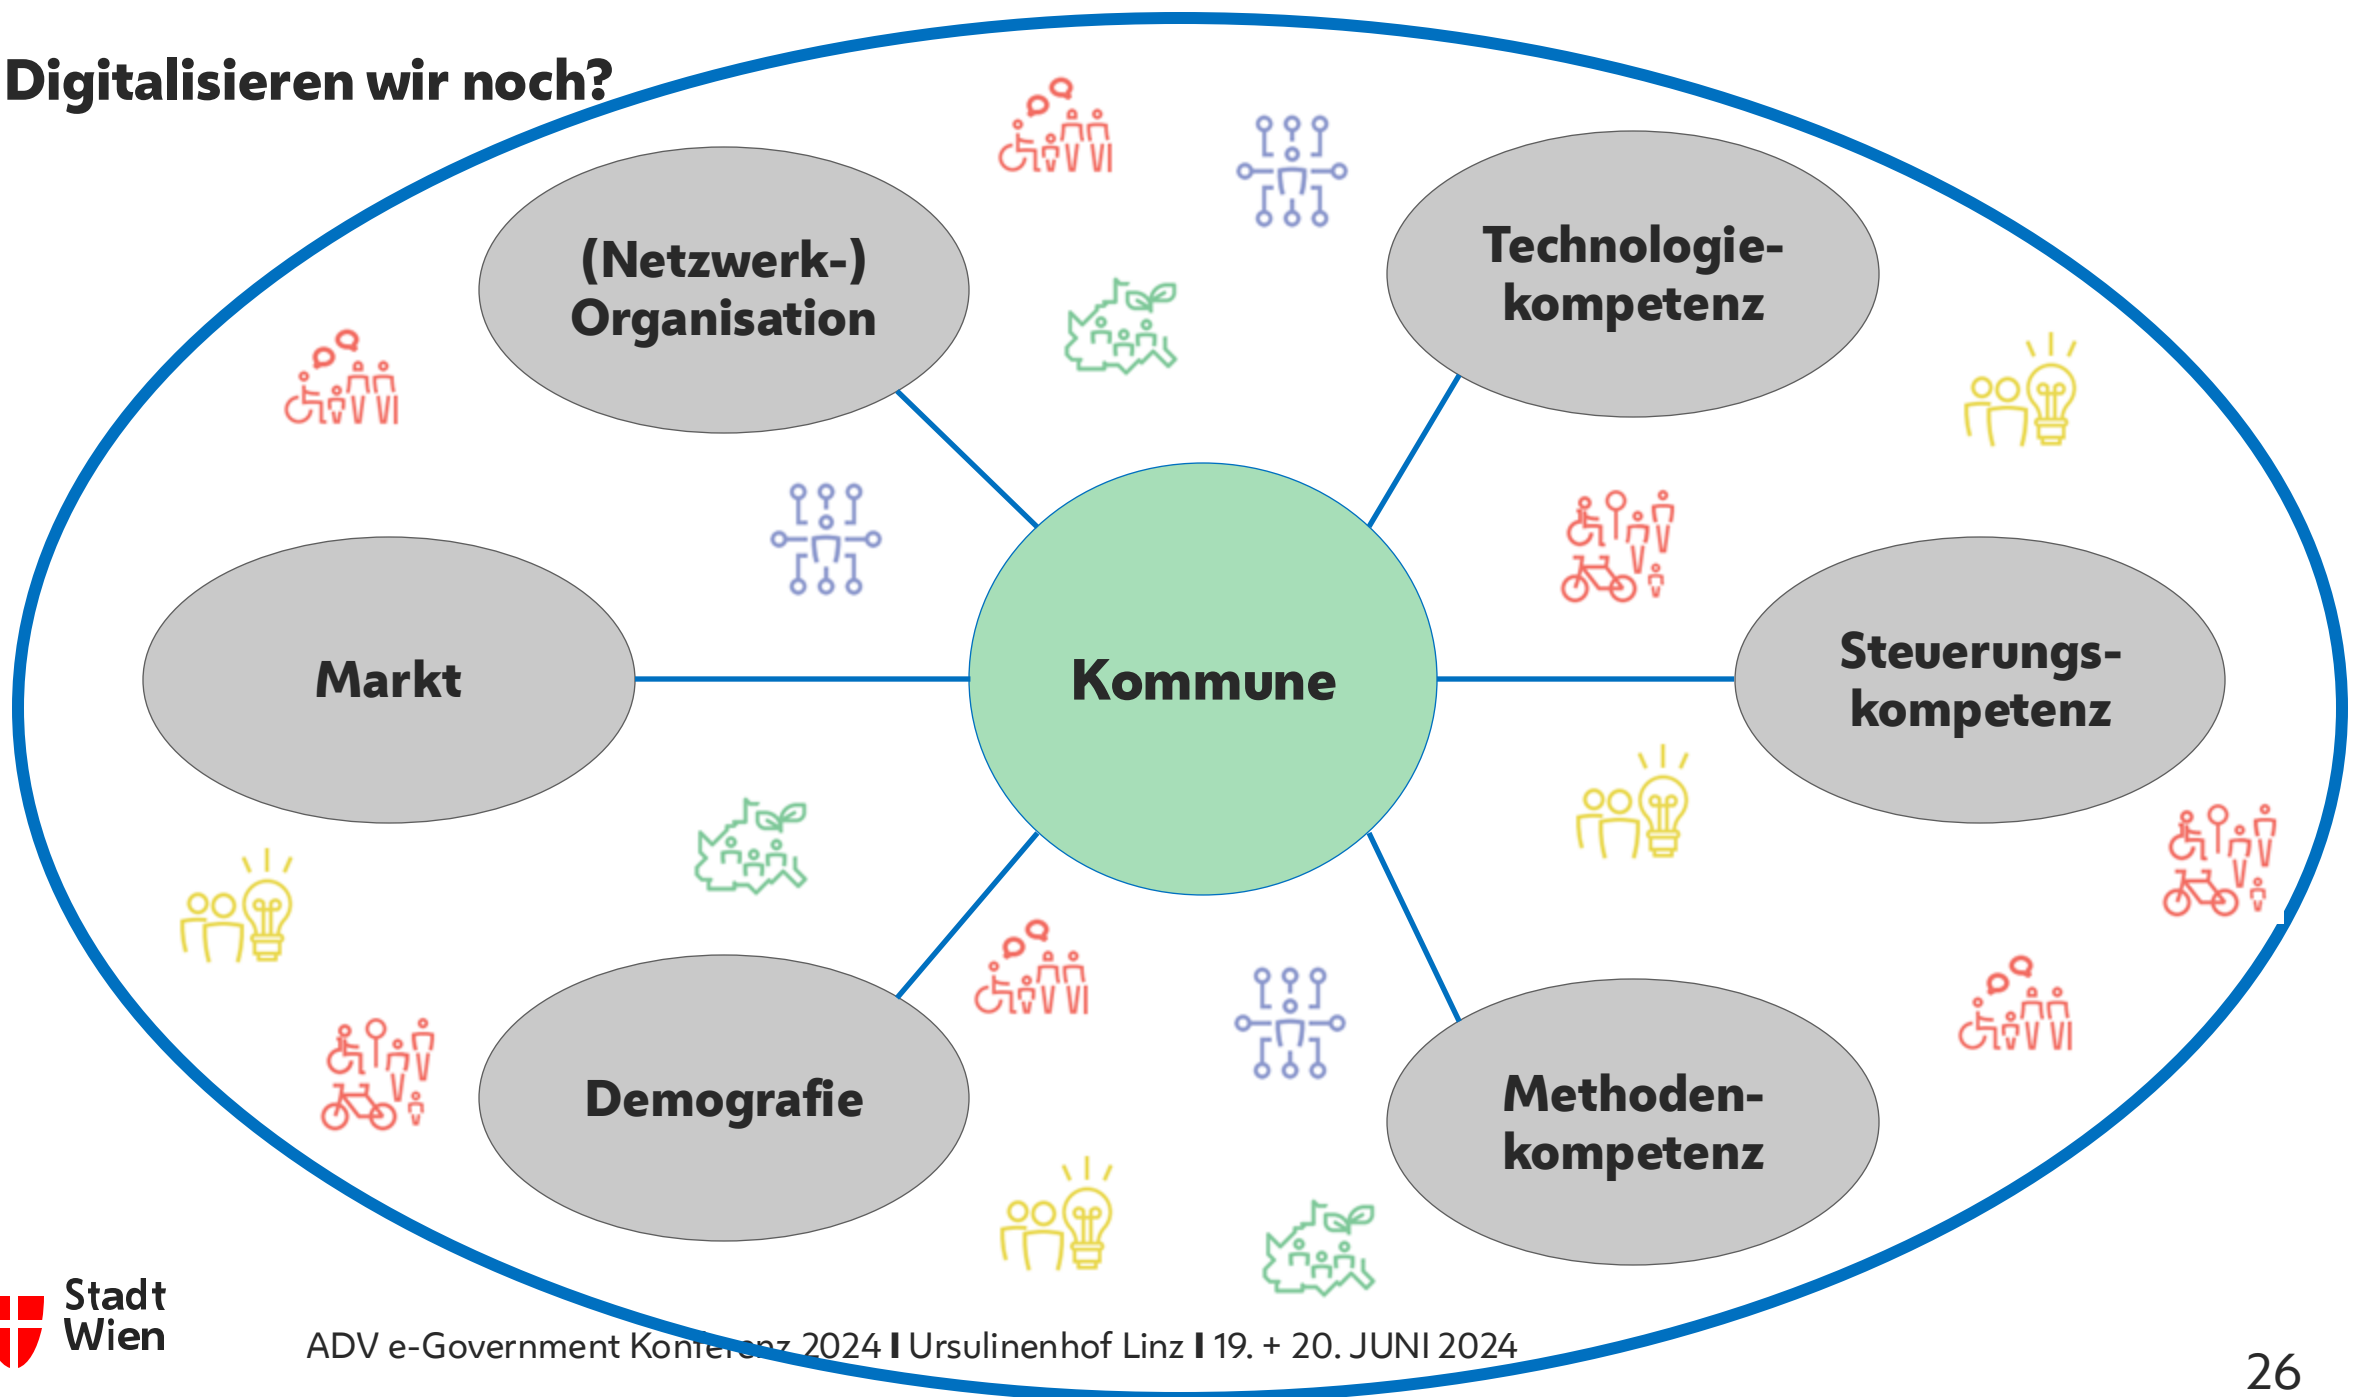 Digitalisieren wir noch?
(Netzwerk-)
Organisation
Technologie-
kompetenz
Markt
Kommune
Steuerungs-
kompetenz
Demografie
Methoden-
kompetenz
Stadt
Wien
ADV e-Government Konferenz 2024 I Ursulinenhof Linz I 19. + 20. JUNI 2024
26